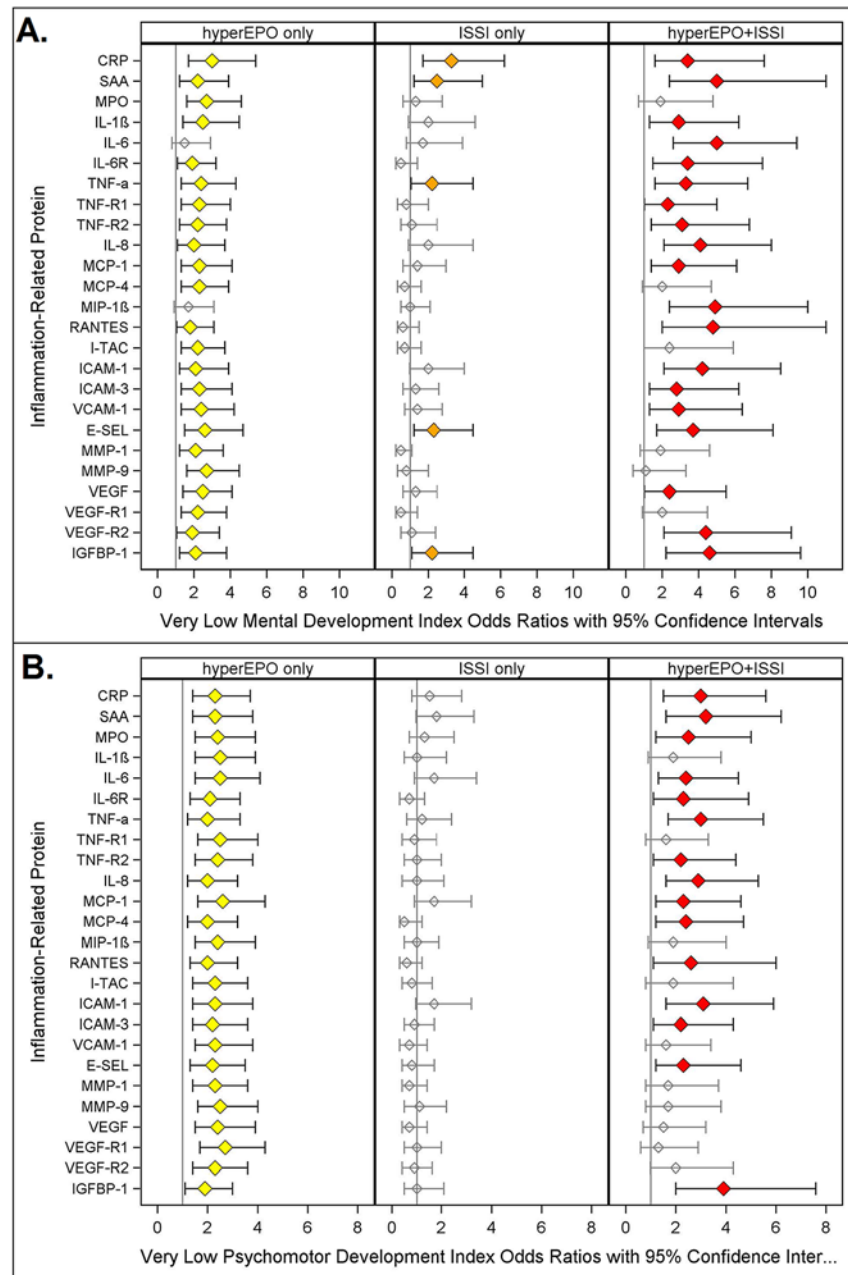 A.
hyperEPO only ISSI only hyperEPO+ISSI
Inflammation-Related Protein
CRP
SAA
MPO
IL-1ß
IL-6
IL-6R
TNF-a
TNF-R1
TNF-R2
IL-8
MCP-1
MCP-4
MIP-1ß
RANTES
I-TAC
ICAM-1
ICAM-3
VCAM-1
E-SEL
MMP-1
MMP-9
VEGF
VEGF-R1
VEGF-R2
IGFBP-1
0 2 4 6 8 10 0 2 4 6 8 10 0 2 4 6 8 10
Very Low Mental Development Index Odds Ratios with 95% Confidence Intervals
B.
hyperEPO only ISSI only hyperEPO+ISSI
Inflammation-Related Protein
CRP
SAA
MPO
IL-1ß
IL-6
IL-6R
TNF-a
TNF-R1
TNF-R2
IL-8
MCP-1
MCP-4
MIP-1ß
RANTES
I-TAC
ICAM-1
ICAM-3
VCAM-1
E-SEL
MMP-1
MMP-9
VEGF
VEGF-R1
VEGF-R2
IGFBP-1
0 2 4 6 8 0 2 4 6 8 0 2 4 6 8
Very Low Psychomotor Development Index Odds Ratios with 95% Confidence Inter...